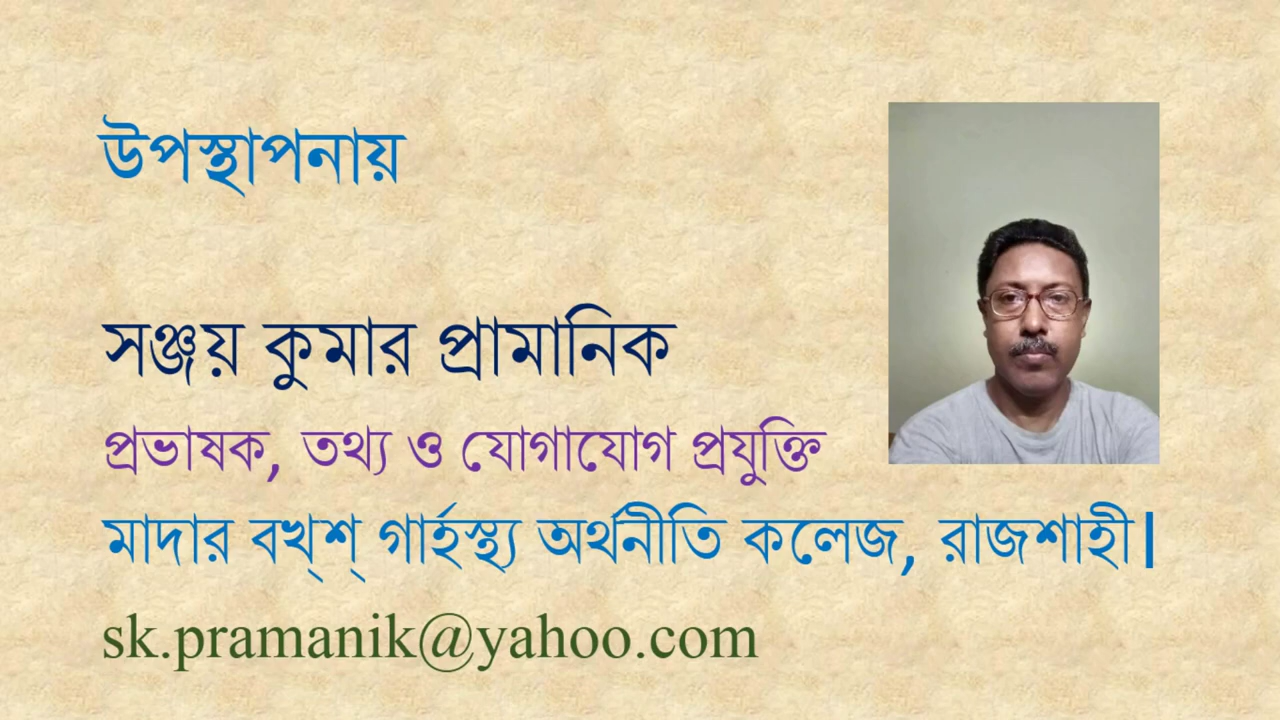 উপস্থাপনায়
সঞ্জয় কুমার প্রামানিক
প্রভাষক, তথ্য ও যোগাযোগ প্রযুক্তি
মাদার বখ্শ্ গার্হস্থ্য অর্থনীতি কলেজ, রাজশাহী।
sk.pramanik@yahoo.com